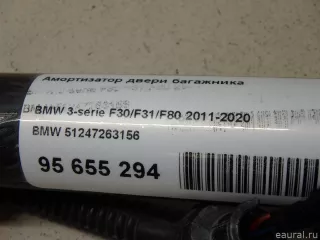 Амортизатор двери багажника
BMW 3-serie F30/F31/F80 2011-2020
BMW 51247263156
95 655 294
eaural.ru